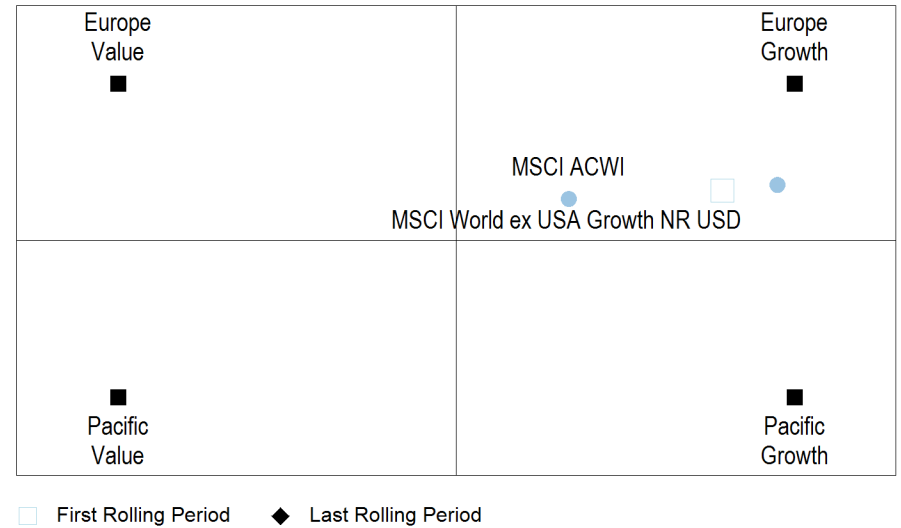 Europe
Value
Europe
Growth
MSCI ACWI
MSCI World ex USA Growth NR USD
Pacific
Value
Pacific
Growth
First Rolling Period
Last Rolling Period